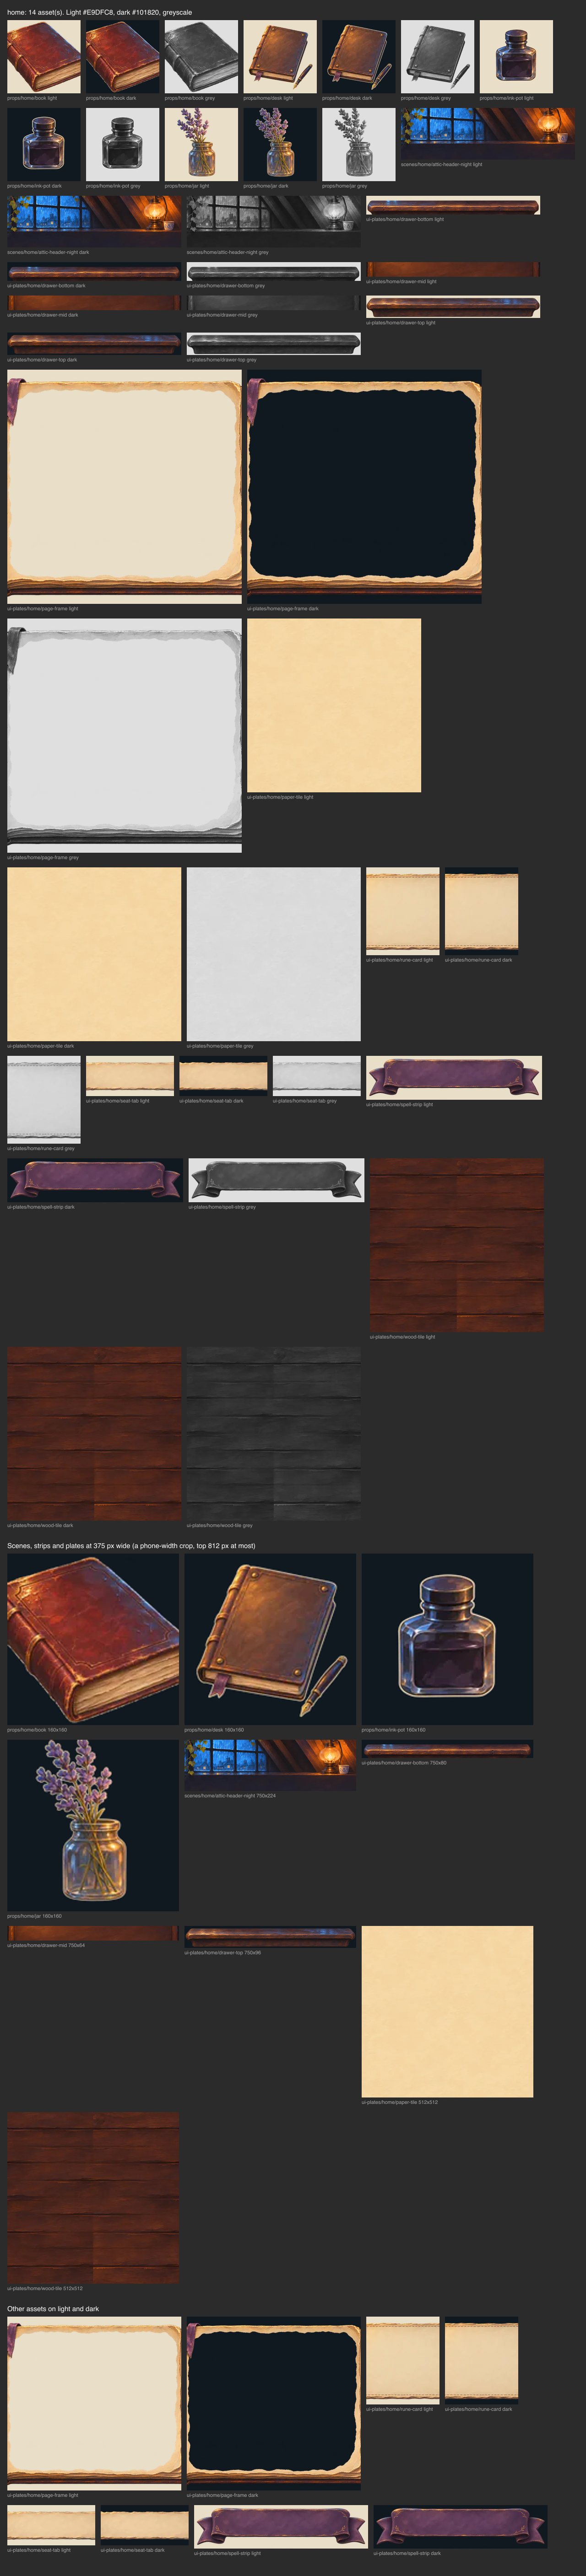 home: 14 asset(s). Light #E9DFC8, dark #101820, greyscale
props/home/book light
props/home/book dark
props/home/book grey
props/home/desk light
props/home/desk dark
props/home/desk grey
props/home/ink-pot light
props/home/ink-pot dark
props/home/ink-pot grey
props/home/jar light
props/home/jar dark
props/home/jar grey
scenes/home/attic-header-night light
scenes/home/attic-header-night dark
scenes/home/attic-header-night grey
ui-plates/home/drawer-bottom light
ui-plates/home/drawer-bottom dark
ui-plates/home/drawer-bottom grey
ui-plates/home/drawer-mid light
ui-plates/home/drawer-mid dark
ui-plates/home/drawer-mid grey
ui-plates/home/drawer-top light
ui-plates/home/drawer-top dark
ui-plates/home/drawer-top grey
ui-plates/home/page-frame light
ui-plates/home/page-frame dark
ui-plates/home/page-frame grey
ui-plates/home/paper-tile light
ui-plates/home/paper-tile dark
ui-plates/home/paper-tile grey
ui-plates/home/rune-card light
ui-plates/home/rune-card dark
ui-plates/home/rune-card grey
ui-plates/home/seat-tab light
ui-plates/home/seat-tab dark
ui-plates/home/seat-tab grey
ui-plates/home/spell-strip light
ui-plates/home/spell-strip dark
ui-plates/home/spell-strip grey
ui-plates/home/wood-tile light
ui-plates/home/wood-tile dark
ui-plates/home/wood-tile grey
Scenes, strips and plates at 375 px wide (a phone-width crop, top 812 px at most)
props/home/book 160x160
props/home/desk 160x160
props/home/ink-pot 160x160
props/home/jar 160x160
scenes/home/attic-header-night 750x224
ui-plates/home/drawer-bottom 750x80
ui-plates/home/drawer-mid 750x64
ui-plates/home/drawer-top 750x96
ui-plates/home/paper-tile 512x512
ui-plates/home/wood-tile 512x512
Other assets on light and dark
ui-plates/home/page-frame light
ui-plates/home/page-frame dark
ui-plates/home/rune-card light
ui-plates/home/rune-card dark
ui-plates/home/seat-tab light
ui-plates/home/seat-tab dark
ui-plates/home/spell-strip light
ui-plates/home/spell-strip dark